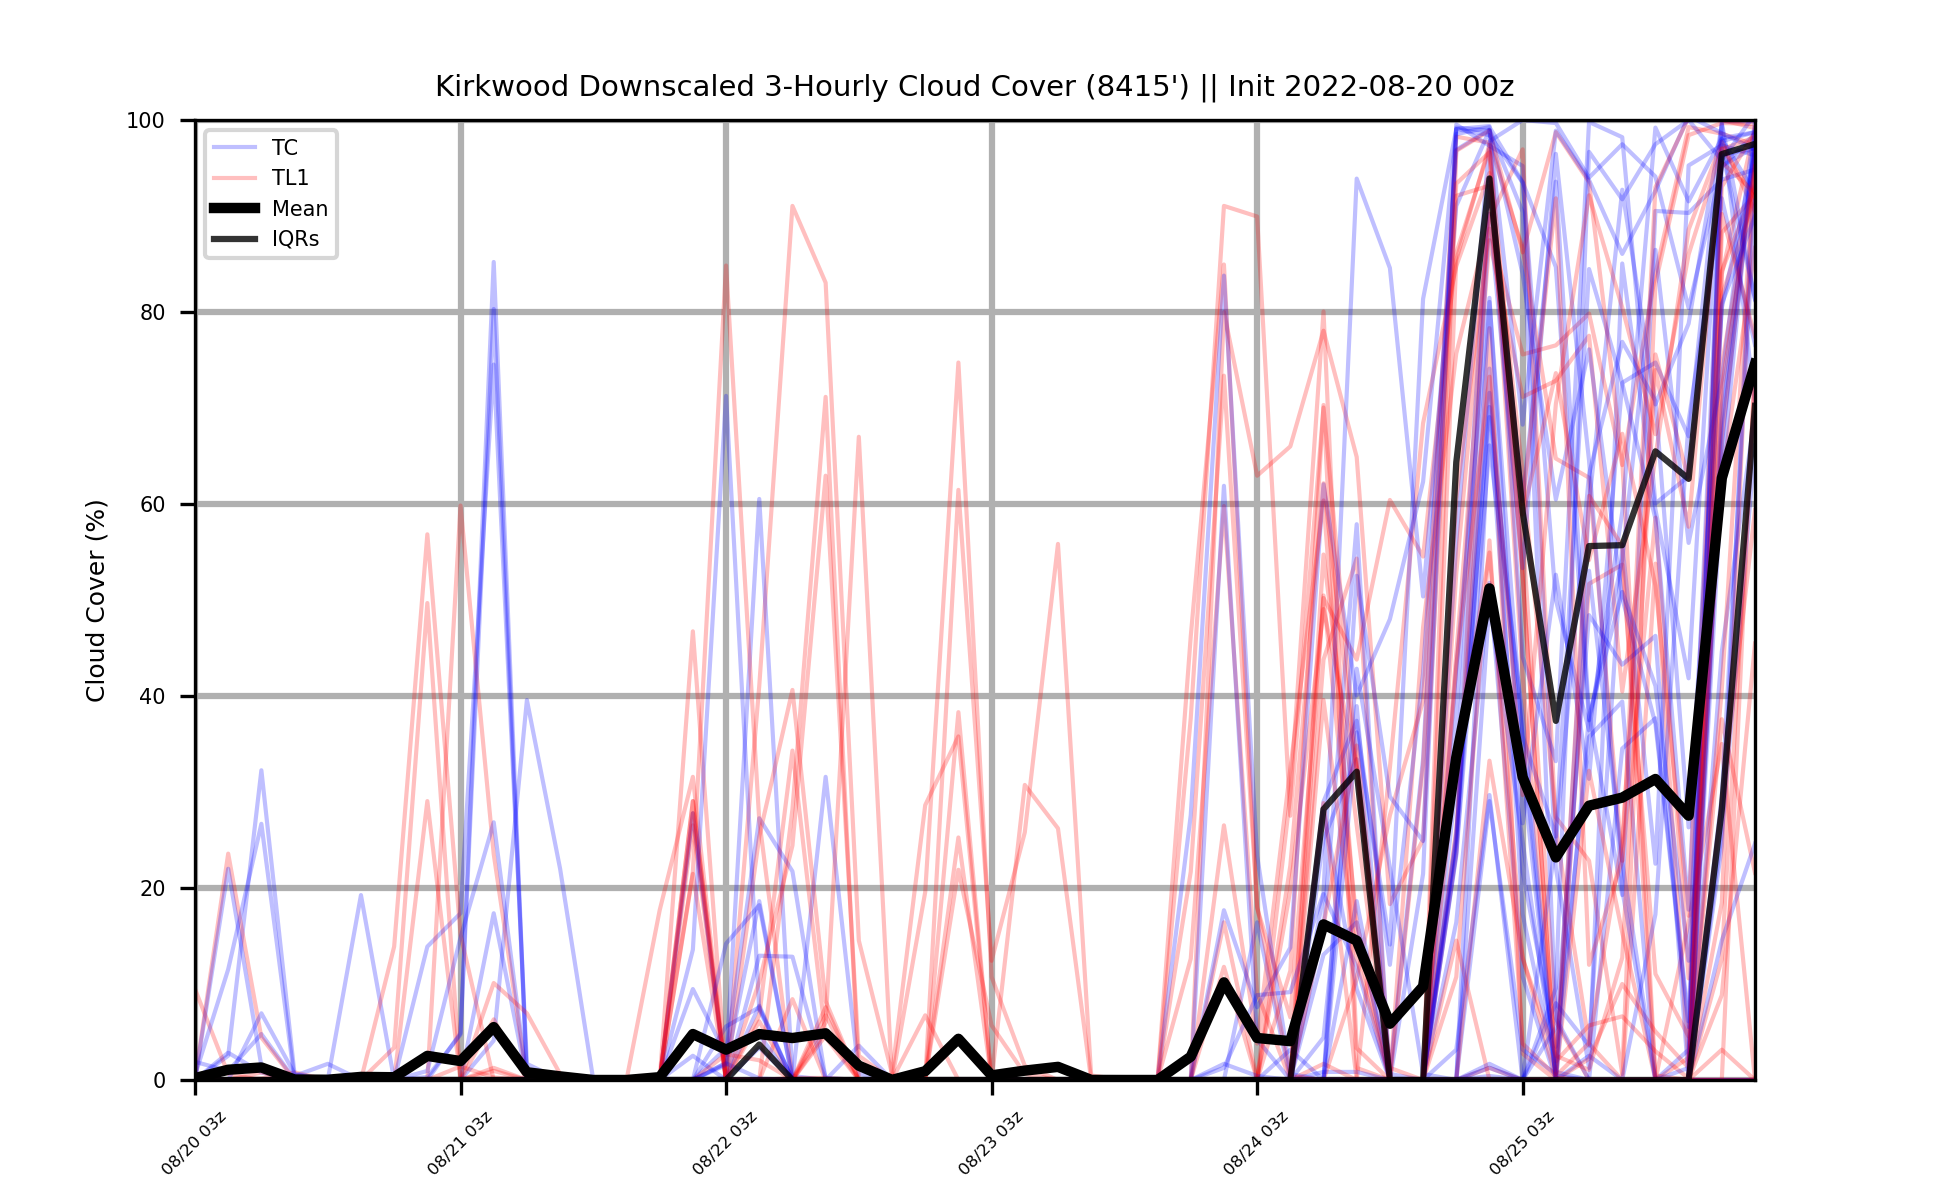 Kirkwood Downscaled 3-Hourly Cloud Cover (8415') || Init 2022-08-20 00z
100
80
60
40
20
0
Cloud Cover (%)
TC
TL1
Mean
IQRs
08/20 03z
08/21 03z
08/22 03z
08/23 03z
08/24 03z
08/25 03z